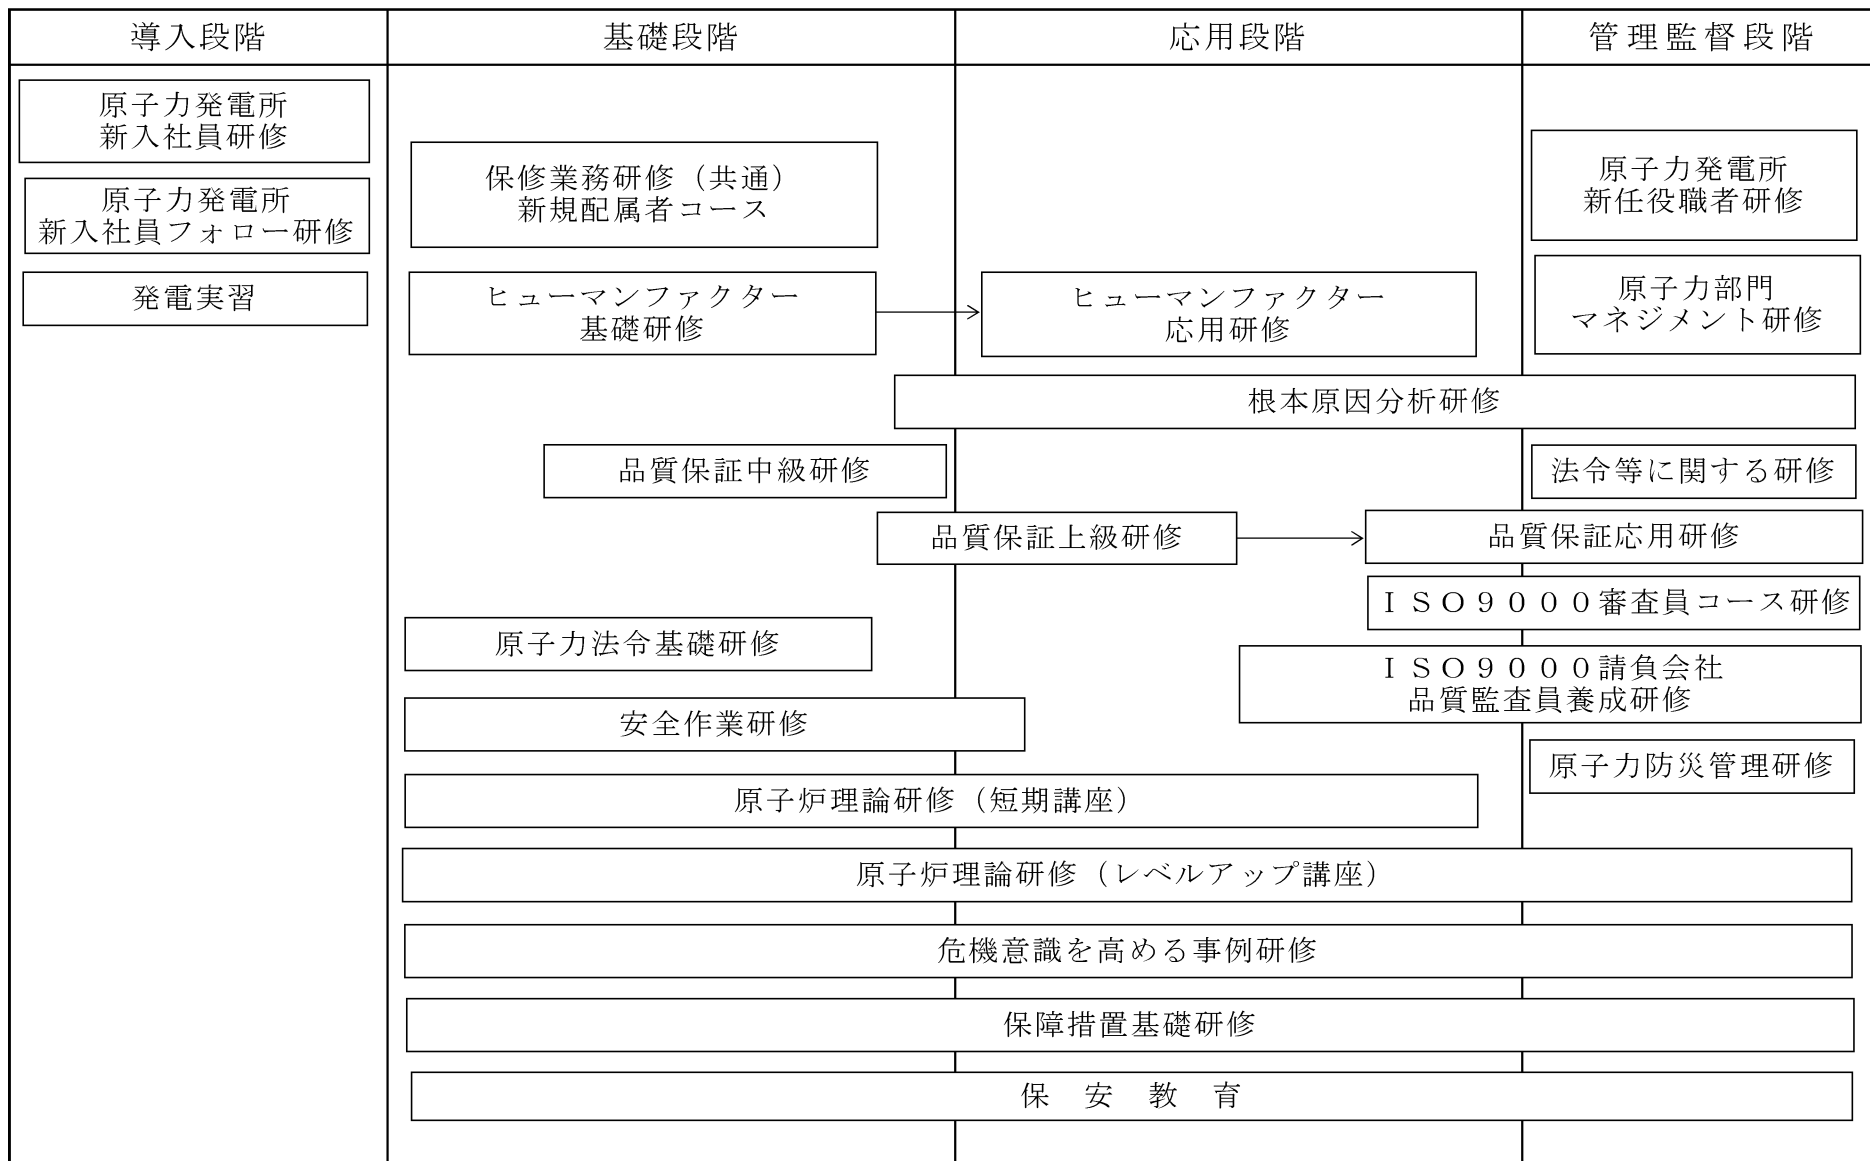 導入段階
基礎段階
応用段階
管理監督段階
原子力発電所
新入社員研修
原子力発電所
新入社員フォロー研修
発電実習
保修業務研修（共通）
新規配属者コース
ヒューマンファクター
基礎研修
ヒューマンファクター
応用研修
原子力発電所
新任役職者研修
原子力部門
マネジメント研修
根本原因分析研修
品質保証中級研修
法令等に関する研修
品質保証上級研修
品質保証応用研修
ＩＳＯ９０００審査員コース研修
原子力法令基礎研修
ＩＳＯ９０００請負会社
品質監査員養成研修
安全作業研修
原子力防災管理研修
原子炉理論研修（短期講座）
原子炉理論研修（レベルアップ講座）
危機意識を高める事例研修
保障措置基礎研修
保　安　教　育